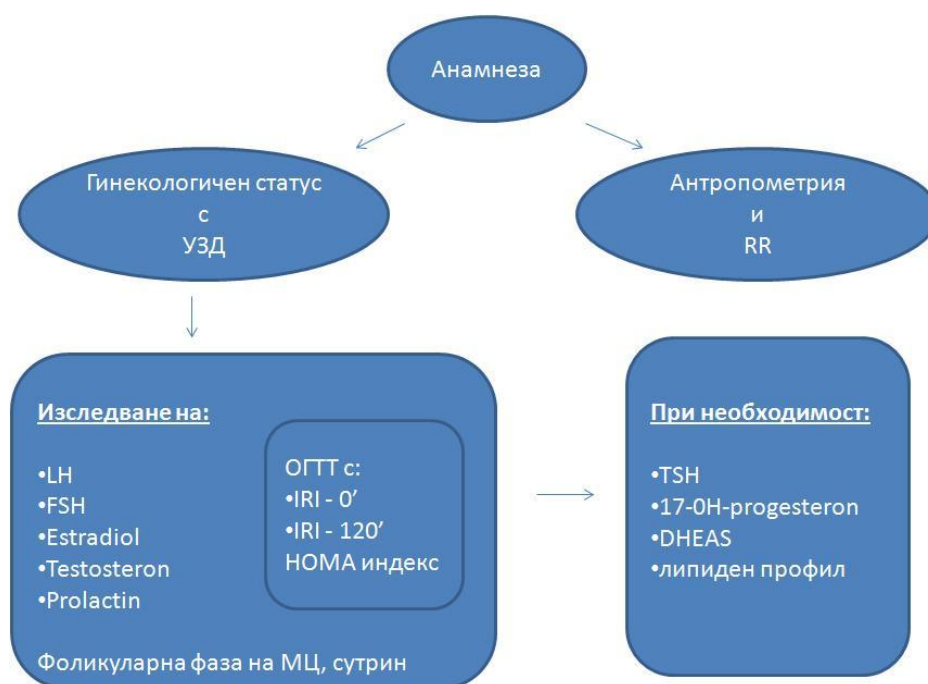 Анамнеза
Гинекологичен статус
с
УЗД
Антропометрия
и
RR
Изследване на:
•LH
•FSH
•Estradiol
•Testosteron
•Prolactin
ОГТТ с:
•IRI - 0’
•IRI - 120’
НОМА индекс
Фоликуларна фаза на МЦ, сутрин
При необходимост:
•TSH
•17-0H-progesteron
•DHEAS
•липиден профил